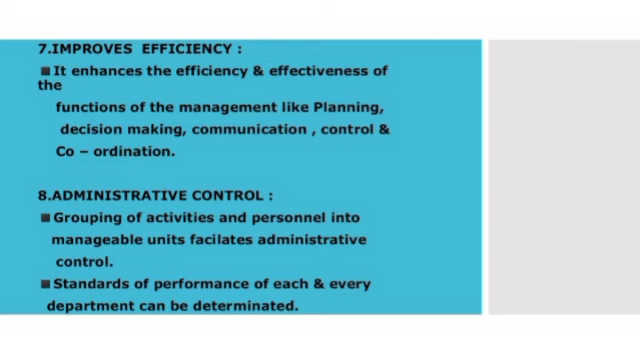 7.IMPROVES EFFICIENCY :
▪It enhances the efficiency & effectiveness of
the
functions of the management like Planning,
decision making, communication , control &
Co – ordination.
8.ADMINISTRATIVE CONTROL :
▪Grouping of activities and personnel into
manageable units facilates administrative
control.
▪Standards of performance of each & every
department can be determinated.